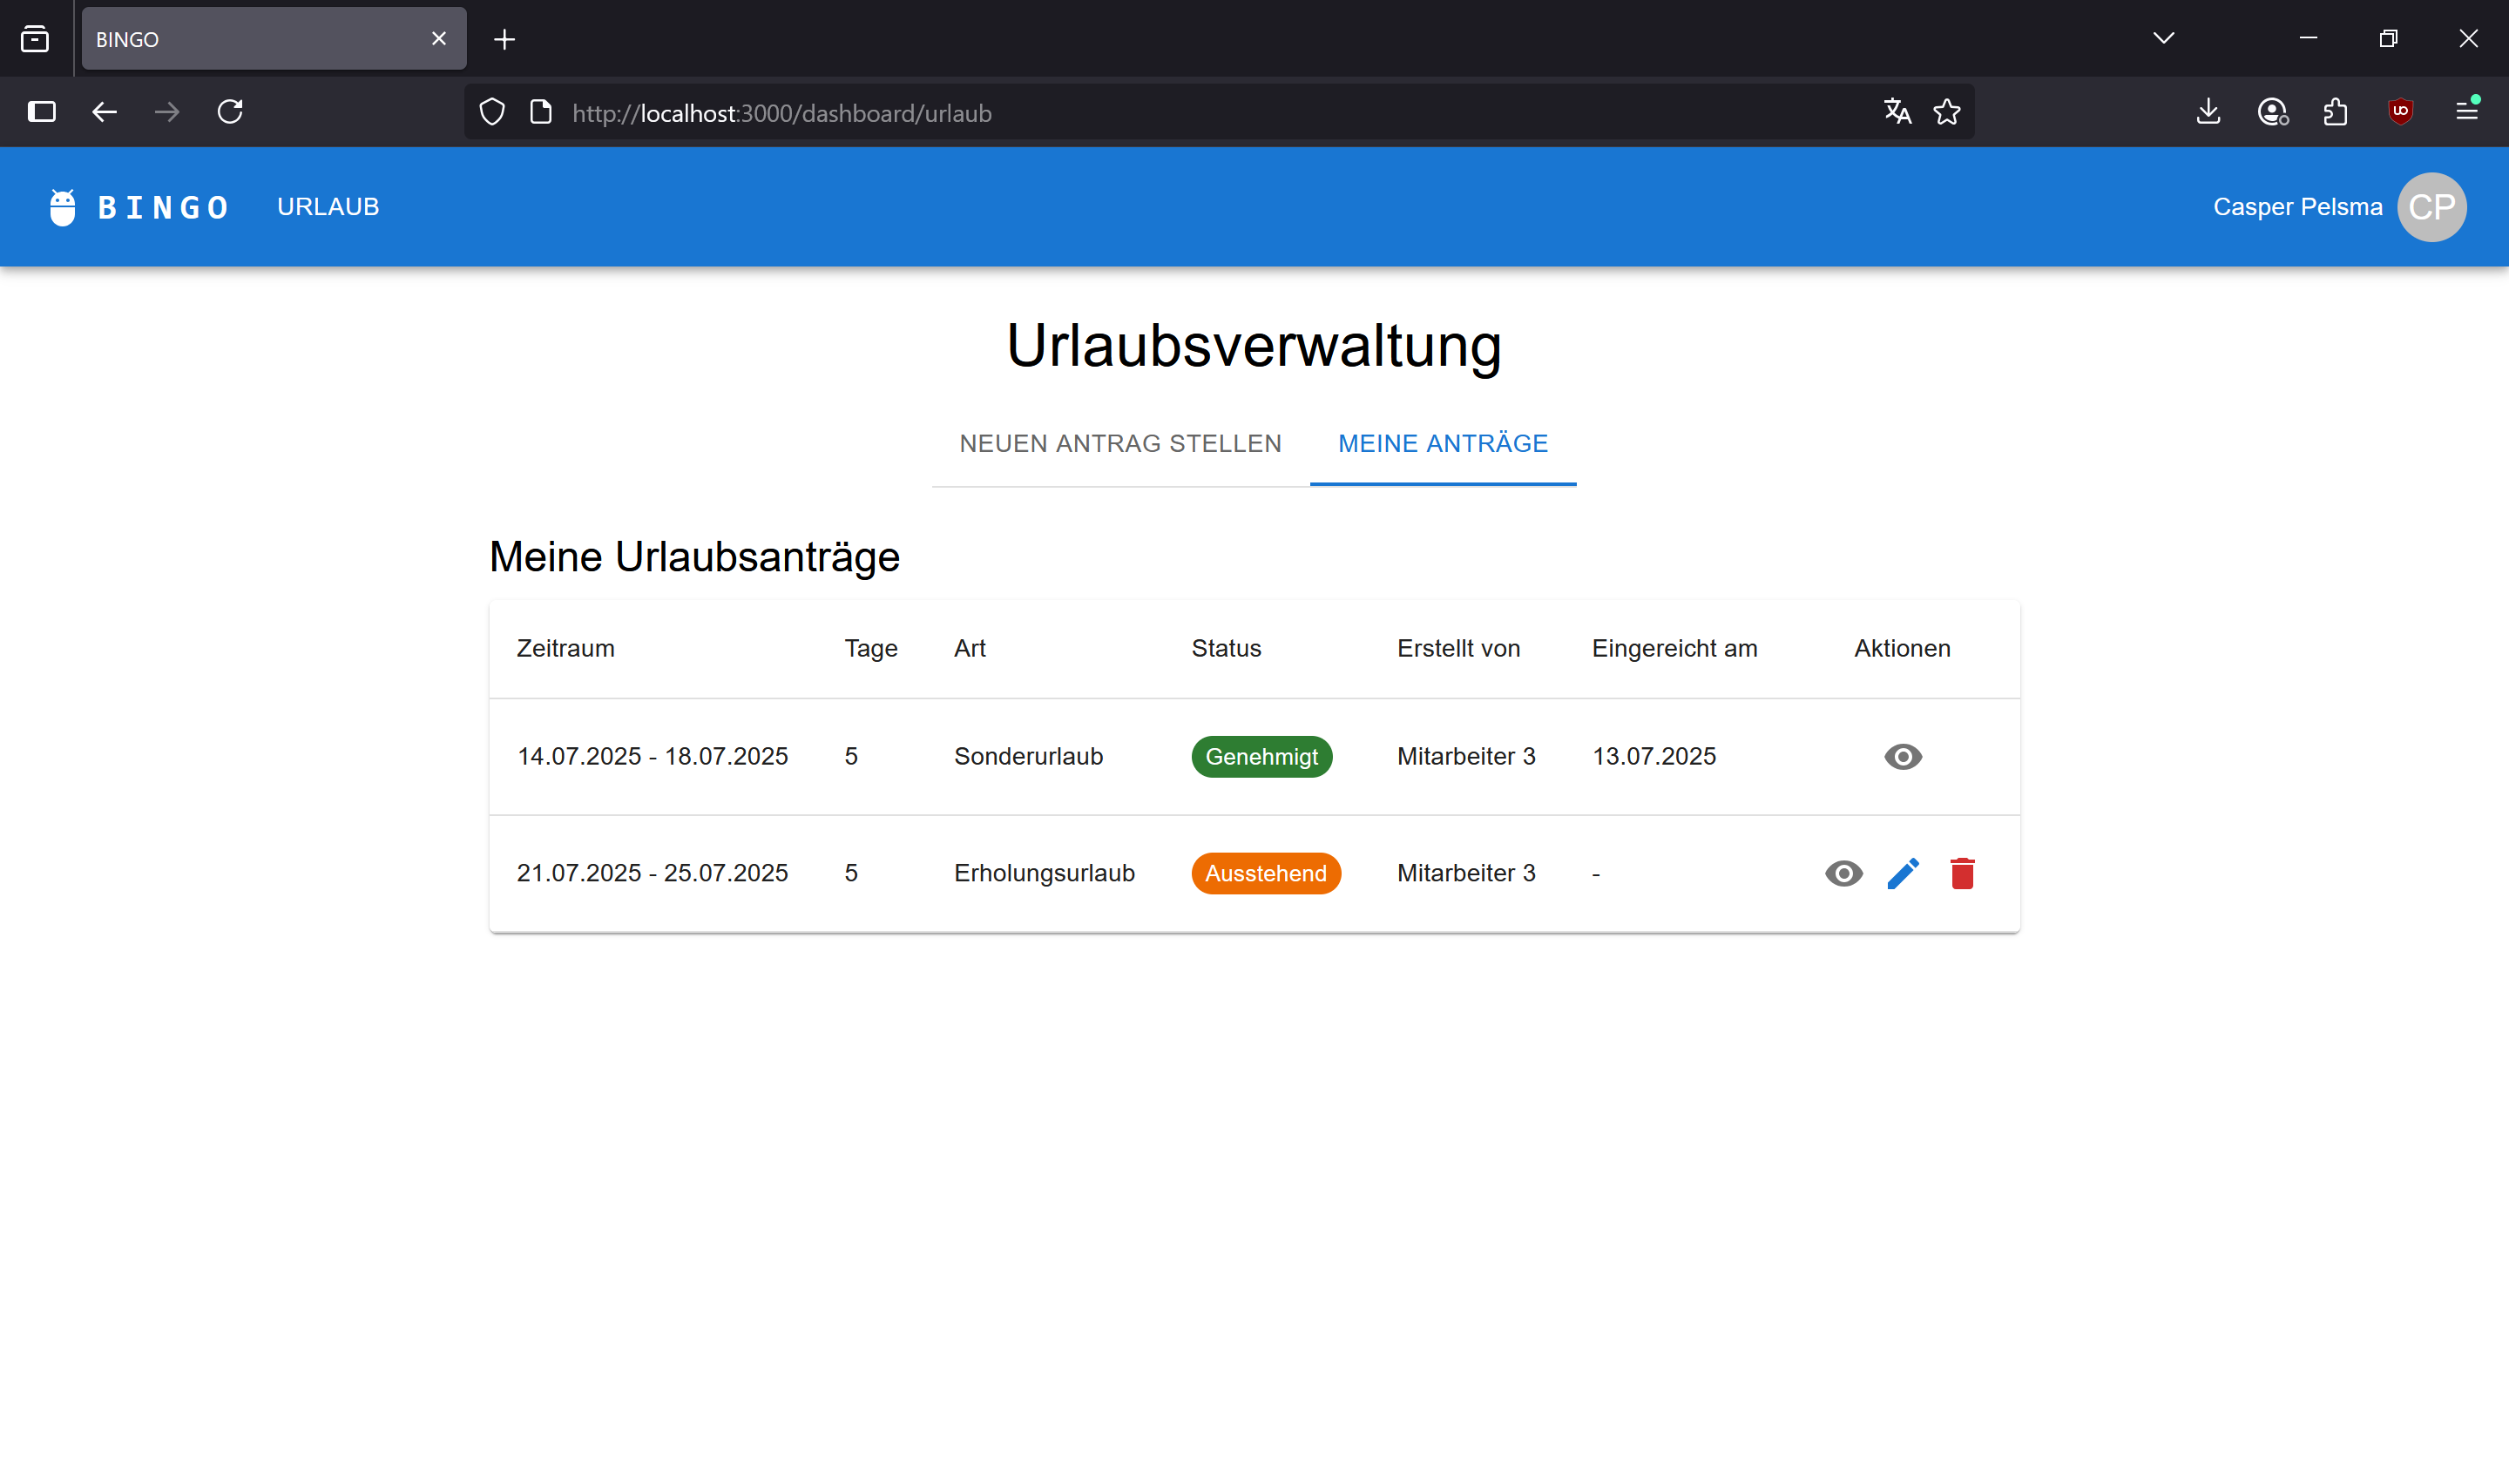 BINGO
http://localhost:3000/dashboard/urlaub
BINGO URLAUB Casper Pelsma CP
Urlaubsverwaltung
NEUEN ANTRAG STELLEN MEINE ANTRÄGE
Meine Urlaubsanträge
Zeitraum Tage Art Status Erstellt von Eingereicht am Aktionen
14.07.2025 - 18.07.2025 5 Sonderurlaub Genehmigt Mitarbeiter 3 13.07.2025
21.07.2025 - 25.07.2025 5 Erholungsurlaub Ausstehend Mitarbeiter 3 -